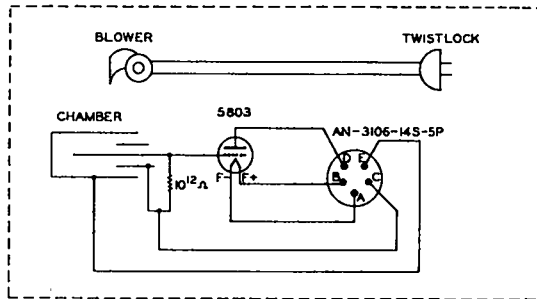 BLOWER
TWISTLOCK
CHAMBER
5803
AN-3106-14S-5P
D
E
B
C
A
F-
F+
10¹²Ω